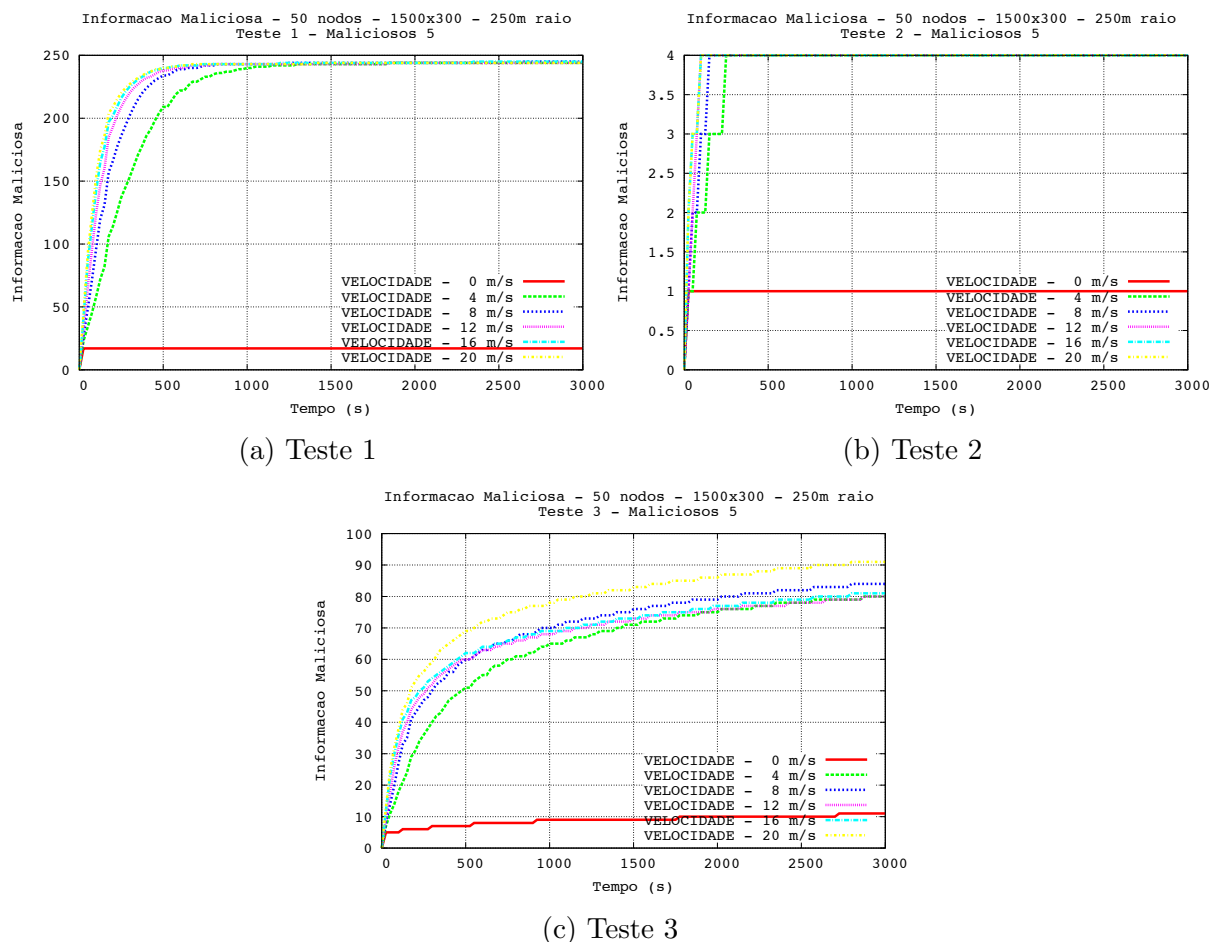 Informacao Maliciosa - 50 nodos - 1500x300 - 250m raio
Teste 1 - Maliciosos 5
250
200
150
100
50
0
Informacao Maliciosa
VELOCIDADE - 0 m/s
VELOCIDADE - 4 m/s
VELOCIDADE - 8 m/s
VELOCIDADE - 12 m/s
VELOCIDADE - 16 m/s
VELOCIDADE - 20 m/s
0 500 1000 1500 2000 2500 3000
Tempo (s)
(a) Teste 1
Informacao Maliciosa - 50 nodos - 1500x300 - 250m raio
Teste 2 - Maliciosos 5
4
3.5
3
2.5
2
1.5
1
0.5
0
Informacao Maliciosa
VELOCIDADE - 0 m/s
VELOCIDADE - 4 m/s
VELOCIDADE - 8 m/s
VELOCIDADE - 12 m/s
VELOCIDADE - 16 m/s
VELOCIDADE - 20 m/s
0 500 1000 1500 2000 2500 3000
Tempo (s)
(b) Teste 2
Informacao Maliciosa - 50 nodos - 1500x300 - 250m raio
Teste 3 - Maliciosos 5
100
90
80
70
60
50
40
30
20
10
0
Informacao Maliciosa
VELOCIDADE - 0 m/s
VELOCIDADE - 4 m/s
VELOCIDADE - 8 m/s
VELOCIDADE - 12 m/s
VELOCIDADE - 16 m/s
VELOCIDADE - 20 m/s
0 500 1000 1500 2000 2500 3000
Tempo (s)
(c) Teste 3